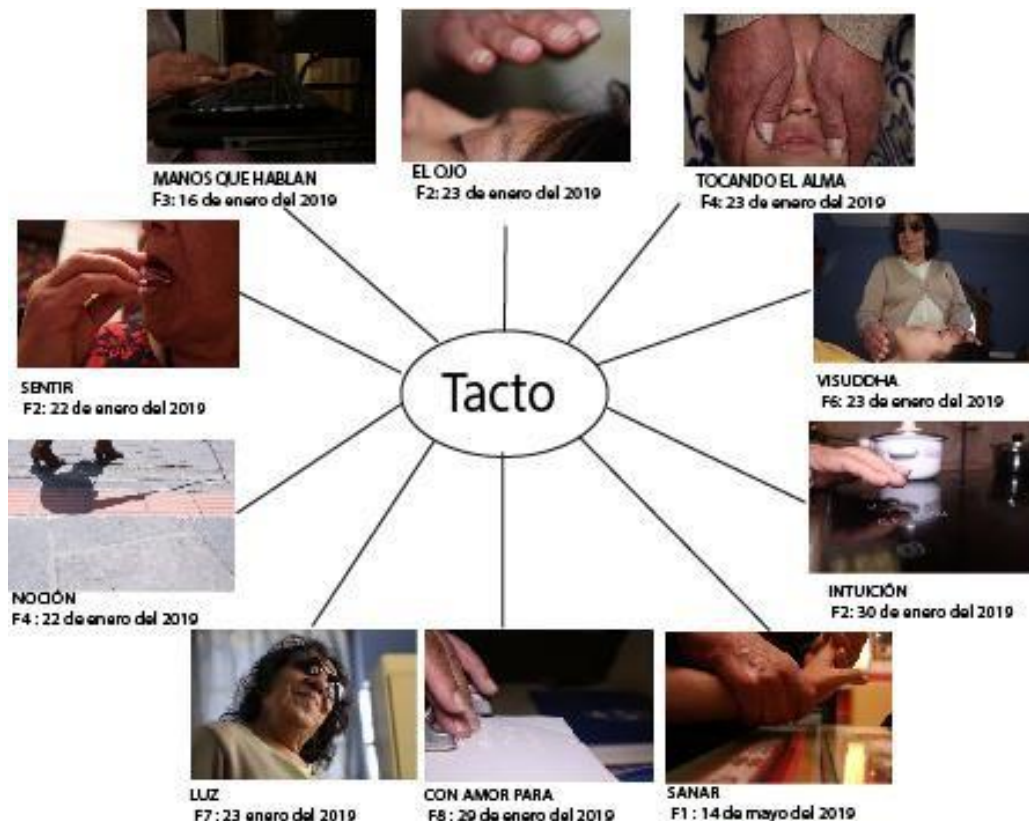 MANOS QUE HABLAN
F3: 16 de enero del 2019
EL OJO
F2: 23 de enero del 2019
TOCANDO EL ALMA
F4: 23 de enero del 2019
SENTIR
F2: 22 de enero del 2019
Tacto
VISUDDHA
F6: 23 de enero del 2019
NOCIÓN
F4 : 22 de enero del 2019
INTUICIÓN
F2: 30 de enero del 2019
LUZ
F7 : 23 enero del 2019
CON AMOR PARA
F8 : 29 de enero del 2019
SANAR
F1 : 14 de mayo del 2019